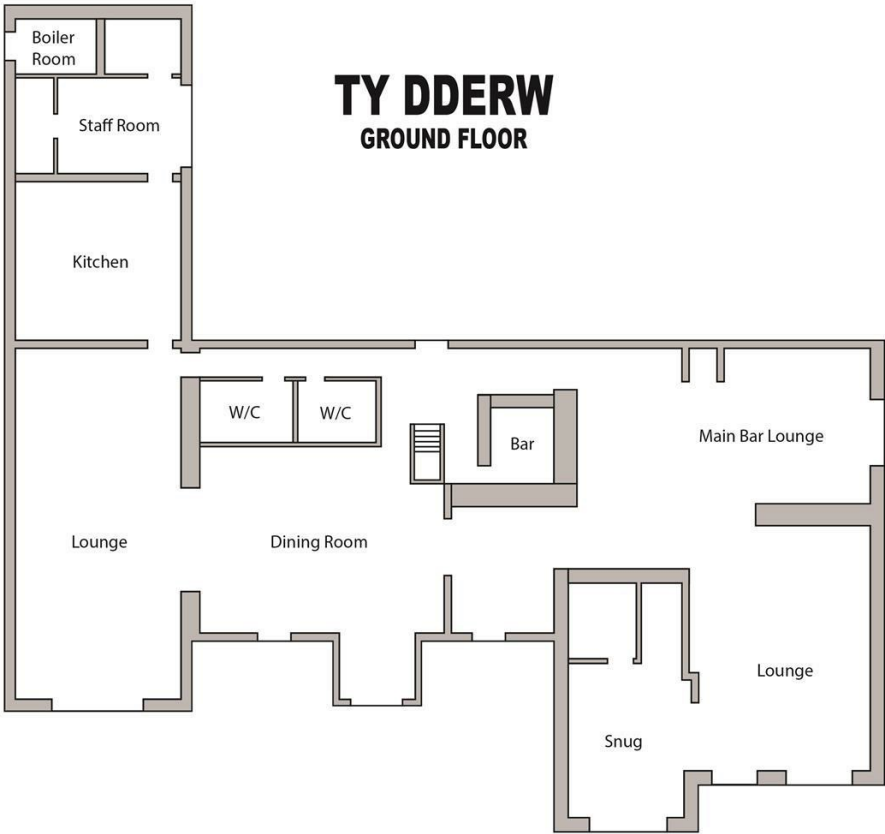 Boiler
Room
TY DDERW
GROUND FLOOR
Staff Room
Kitchen
W/C
W/C
Bar
Main Bar Lounge
Lounge
Dining Room
Lounge
Snug